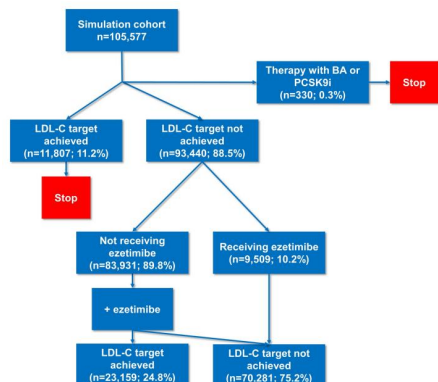 Simulation cohort
n=105,577
Therapy with BA or
PCSK9i
(n=330; 0.3%)
Stop
LDL-C target
achieved
(n=11,807; 11.2%)
LDL-C target
not achieved
(n=93,440; 88.5%)
Stop
Not receiving
ezetimibe
(n=83,931; 89.8%)
Receiving ezetimibe
(n=9,509; 10.2%)
+ ezetimibe
LDL-C target
achieved
(n=23,159; 24.8%)
LDL-C target not
achieved
(n=70,281; 75.2%)